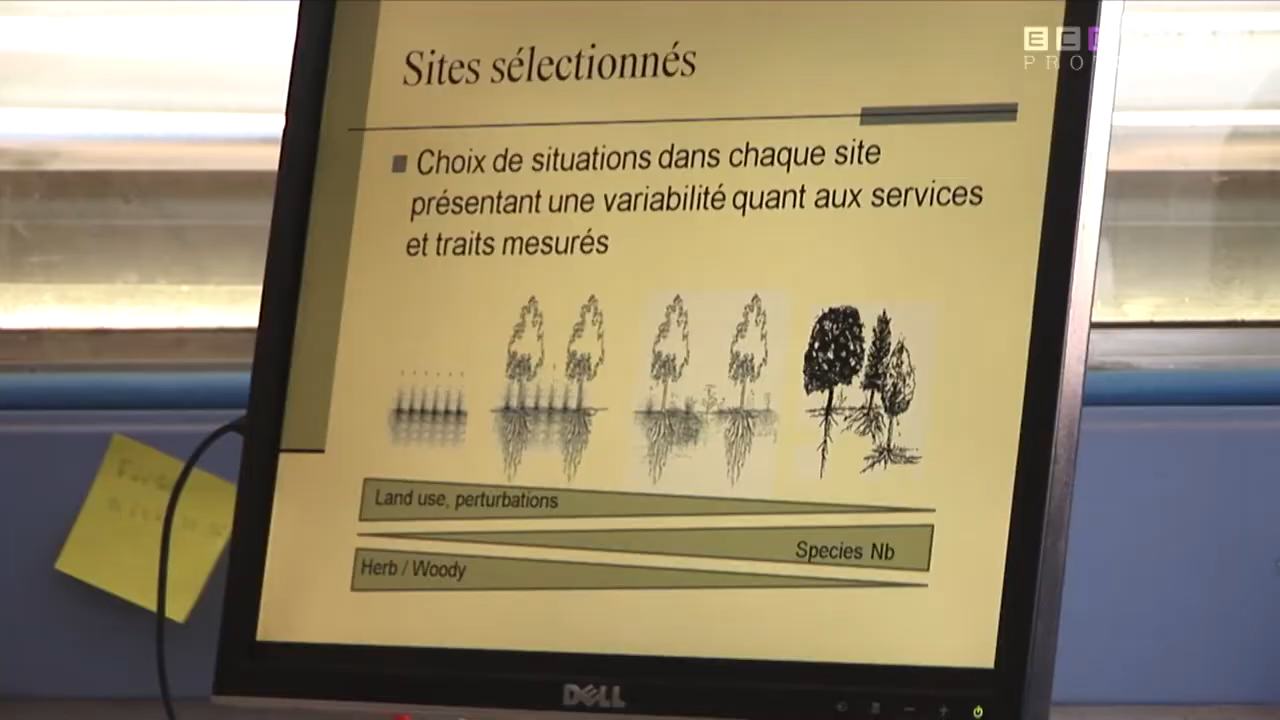 Sites sélectionnés
Choix de situations dans chaque site
présentant une variabilité quant aux services
et traits mesurés
Land use, perturbations
Species Nb
Herb / Woody
DELL